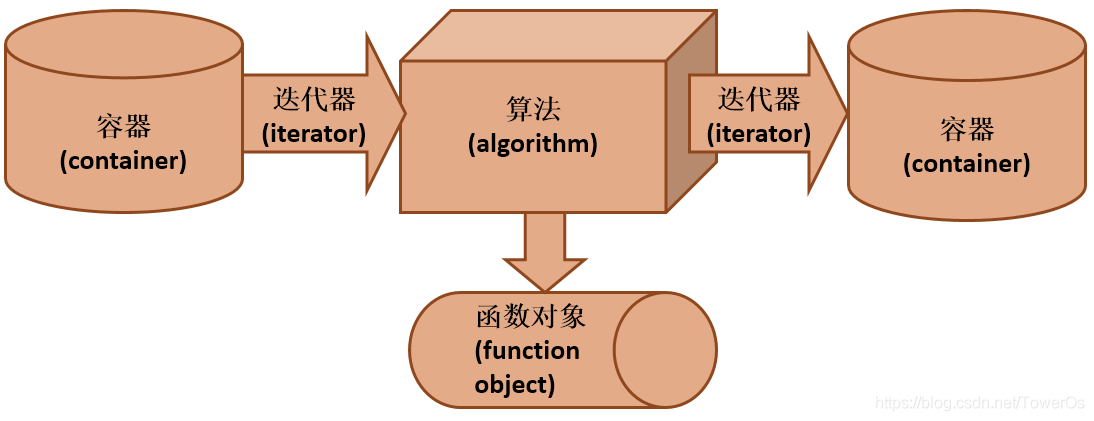 容器
(container)
迭代器
(iterator)
算法
(algorithm)
迭代器
(iterator)
容器
(container)
函数对象
(function
object)
https://blog.csdn.net/TowerOs